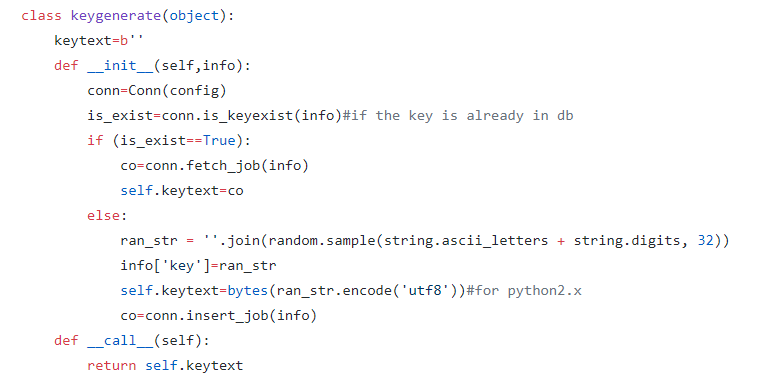 class keygenerate(object):
    keytext=b''
    def __init__(self,info):
        conn=Conn(config)
        is_exist=conn.is_keyexist(info)#if the key is already in db
        if (is_exist==True):
            co=conn.fetch_job(info)
            self.keytext=co
        else:
            ran_str = ''.join(random.sample(string.ascii_letters + string.digits, 32))
            info['key']=ran_str
            self.keytext=bytes(ran_str.encode('utf8'))#for python2.x
            co=conn.insert_job(info)
    def __call__(self):
        return self.keytext